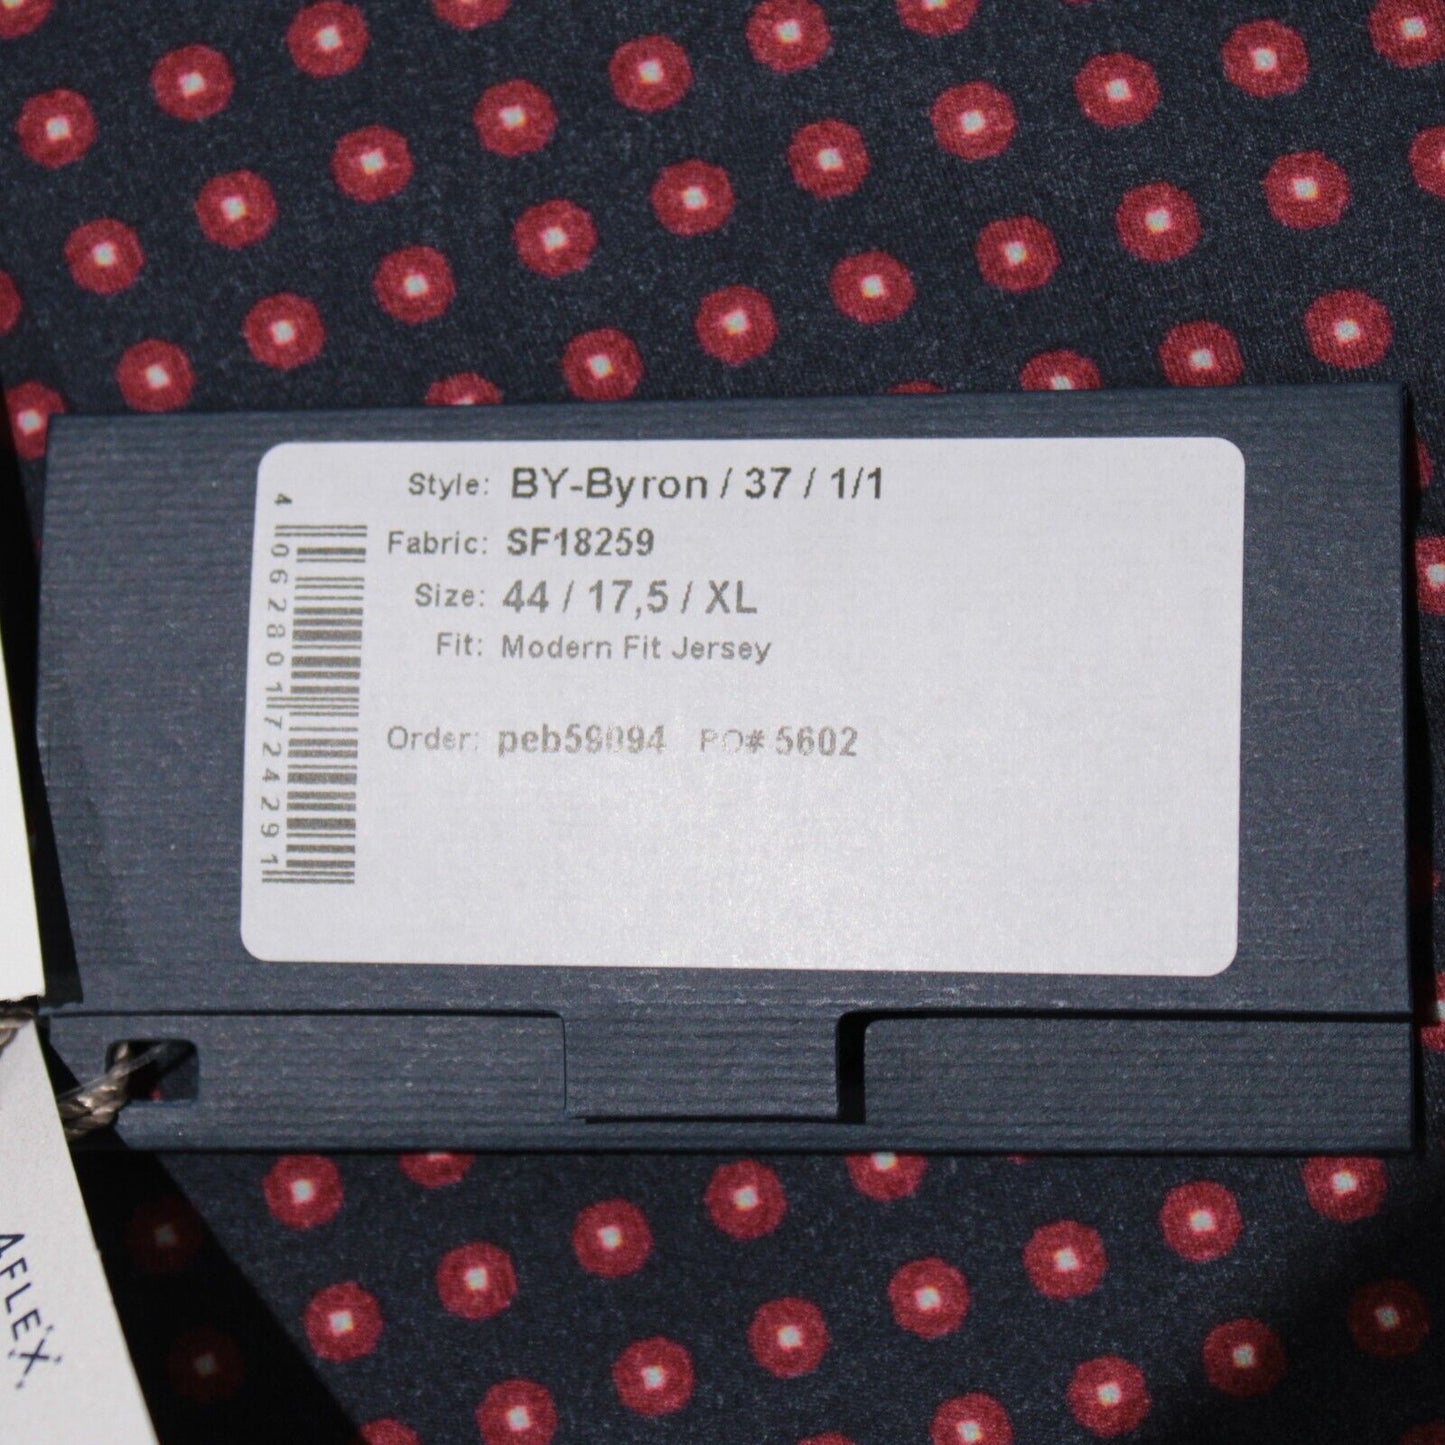 Style: BY-Byron / 37 / 1/1
Fabric: SF18259
Size: 44 / 17,5 / XL
Fit: Modern Fit Jersey
Order: peb59094 PO# 5602
4 062801 724291
AFLEX